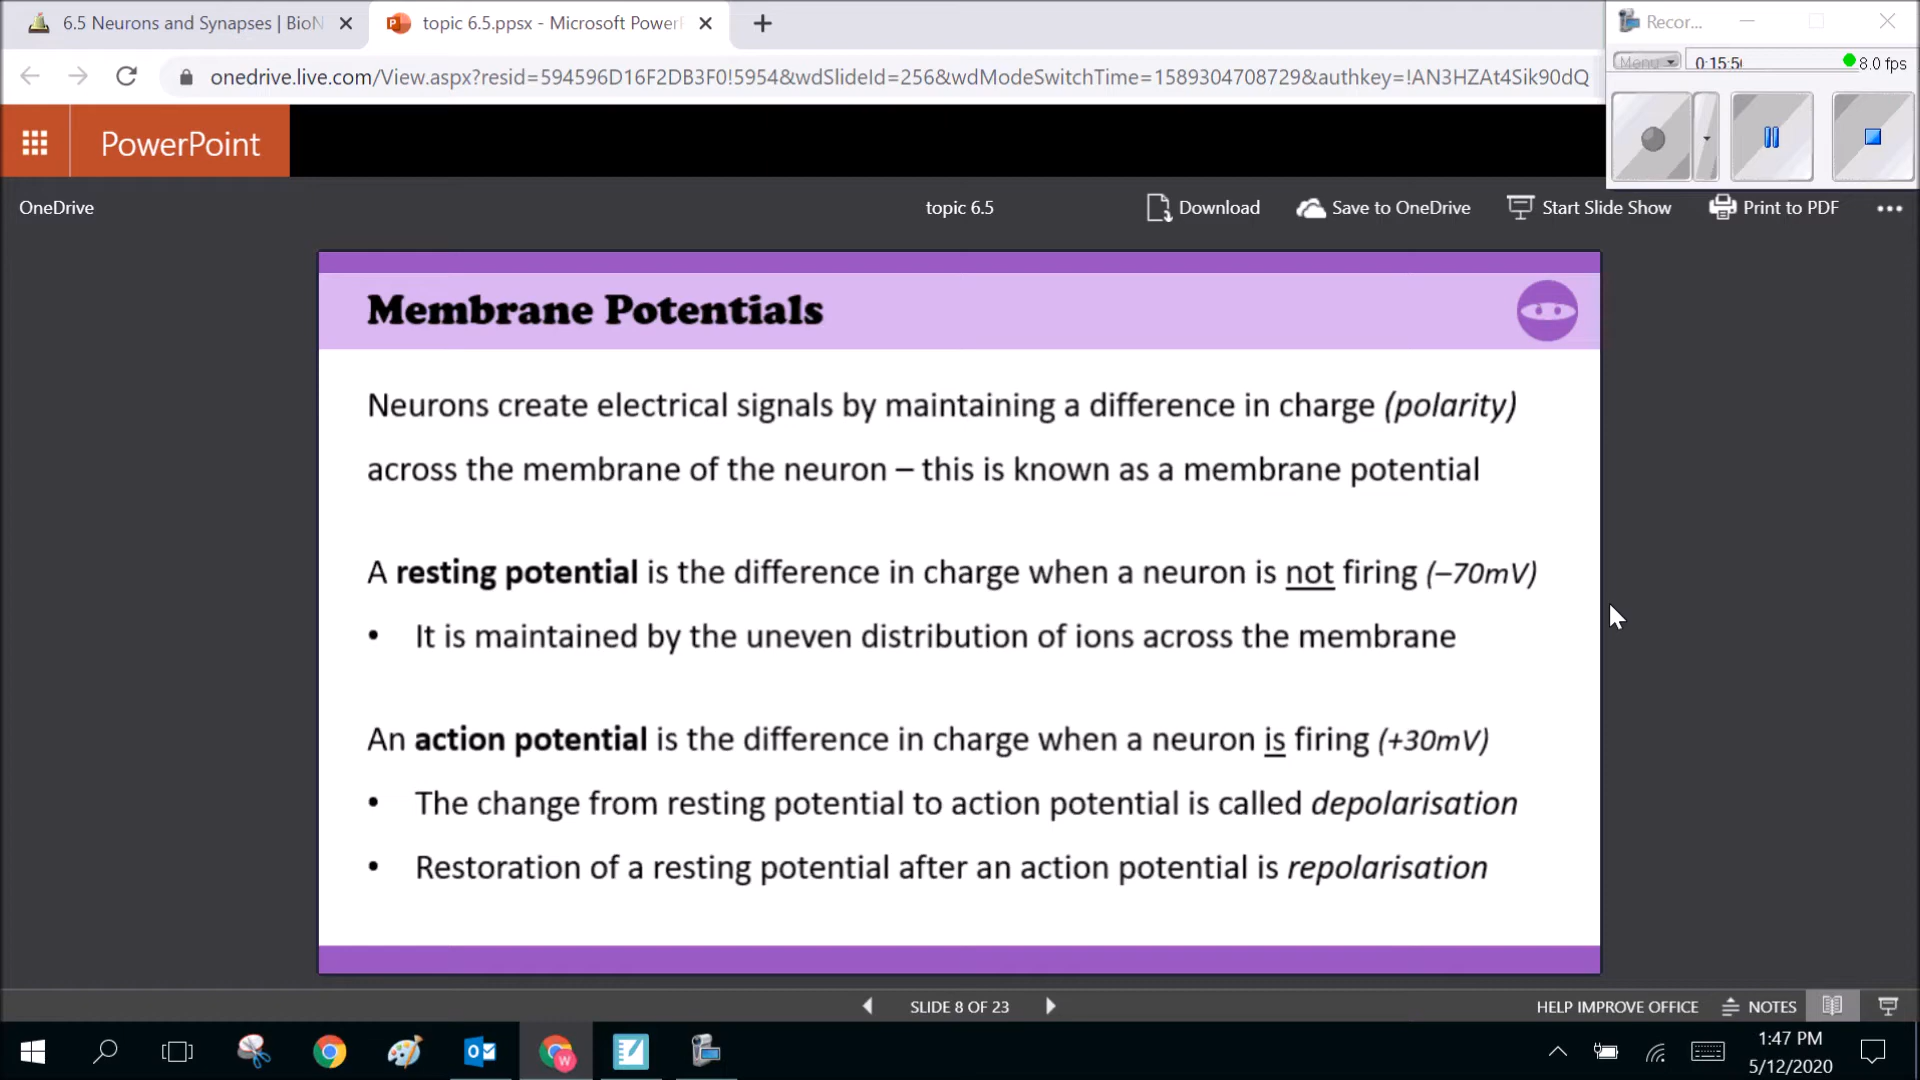 6.5 Neurons and Synapses | BioN
topic 6.5.ppsx - Microsoft Power
Recor...
onedrive.live.com/View.aspx?resid=594596D16F2DB3F0!5954&wdSlideId=256&wdModeSwitchTime=1589304708729&authkey=!AN3HZAt4Sik90dQ
Menu
0:15:5
8.0 fps
PowerPoint
OneDrive
topic 6.5
Download
Save to OneDrive
Start Slide Show
Print to PDF
Membrane Potentials
Neurons create electrical signals by maintaining a difference in charge (polarity)
across the membrane of the neuron – this is known as a membrane potential
A resting potential is the difference in charge when a neuron is not firing (–70mV)
• It is maintained by the uneven distribution of ions across the membrane
An action potential is the difference in charge when a neuron is firing (+30mV)
• The change from resting potential to action potential is called depolarisation
• Restoration of a resting potential after an action potential is repolarisation
SLIDE 8 OF 23
HELP IMPROVE OFFICE
NOTES
W
1:47 PM
5/12/2020